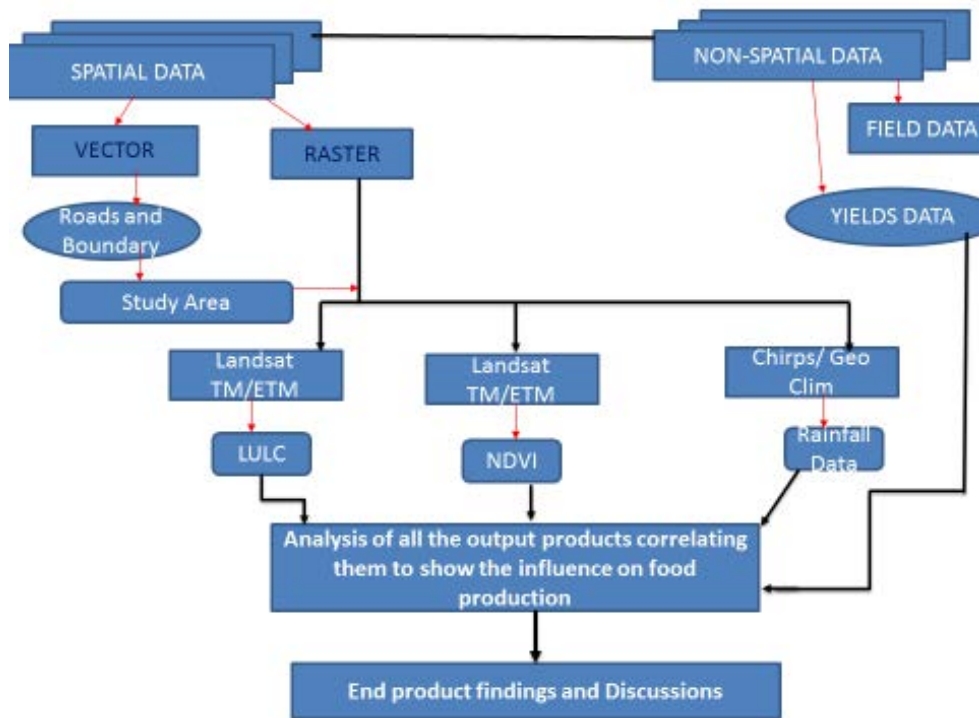 SPATIAL DATA
NON-SPATIAL DATA
FIELD DATA
VECTOR
RASTER
Roads and
Boundary
YIELDS DATA
Study Area
Landsat
TM/ETM
Landsat
TM/ETM
Chirps/ Geo
Clim
LULC
NDVI
Rainfall
Data
Analysis of all the output products correlating
them to show the influence on food
production
End product findings and Discussions